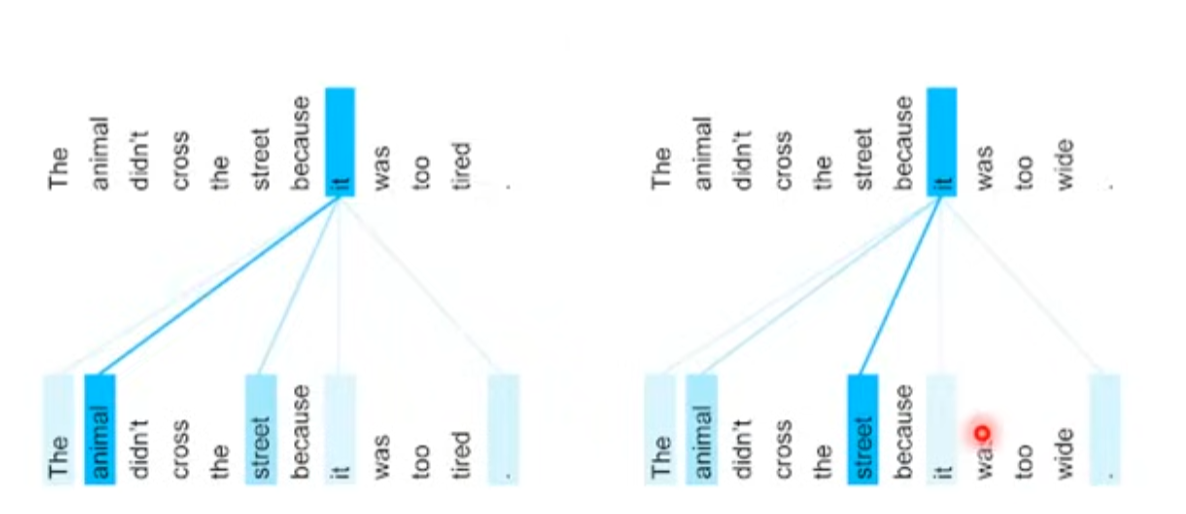 The animal didn't cross the street because it was too tired .
The animal didn't cross the street because it was too wide .
The animal didn't cross the street because it was too tired .
The animal didn't cross the street because it was too wide .